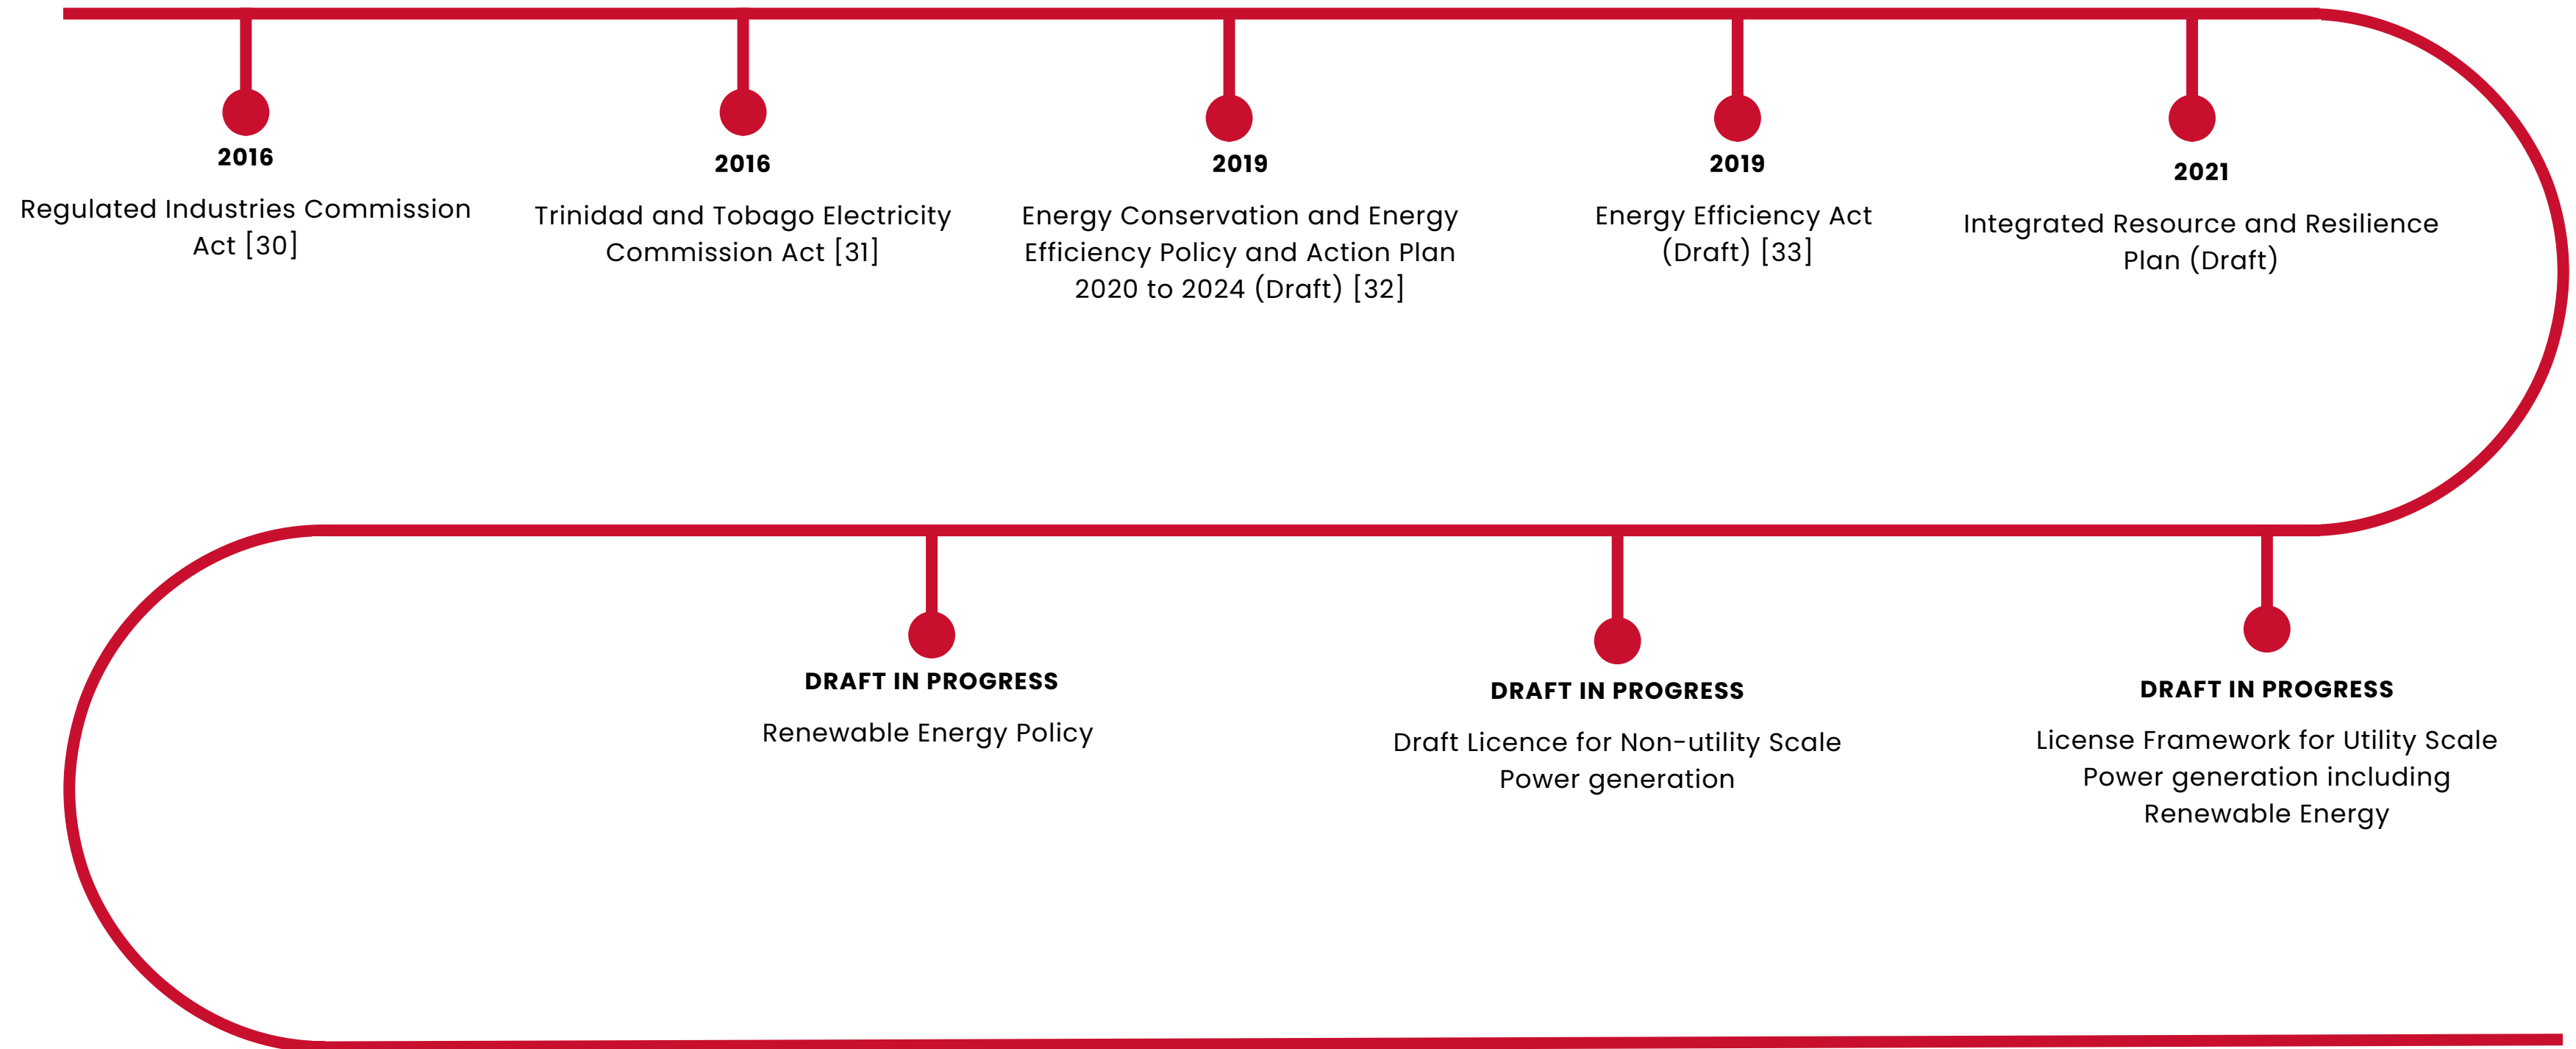 2016
Regulated Industries Commission
Act [30]
2016
Trinidad and Tobago Electricity
Commission Act [31]
2019
Energy Conservation and Energy
Efficiency Policy and Action Plan
2020 to 2024 (Draft) [32]
2019
Energy Efficiency Act
(Draft) [33]
2021
Integrated Resource and Resilience
Plan (Draft)
DRAFT IN PROGRESS
Renewable Energy Policy
DRAFT IN PROGRESS
Draft Licence for Non-utility Scale
Power generation
DRAFT IN PROGRESS
License Framework for Utility Scale
Power generation including
Renewable Energy